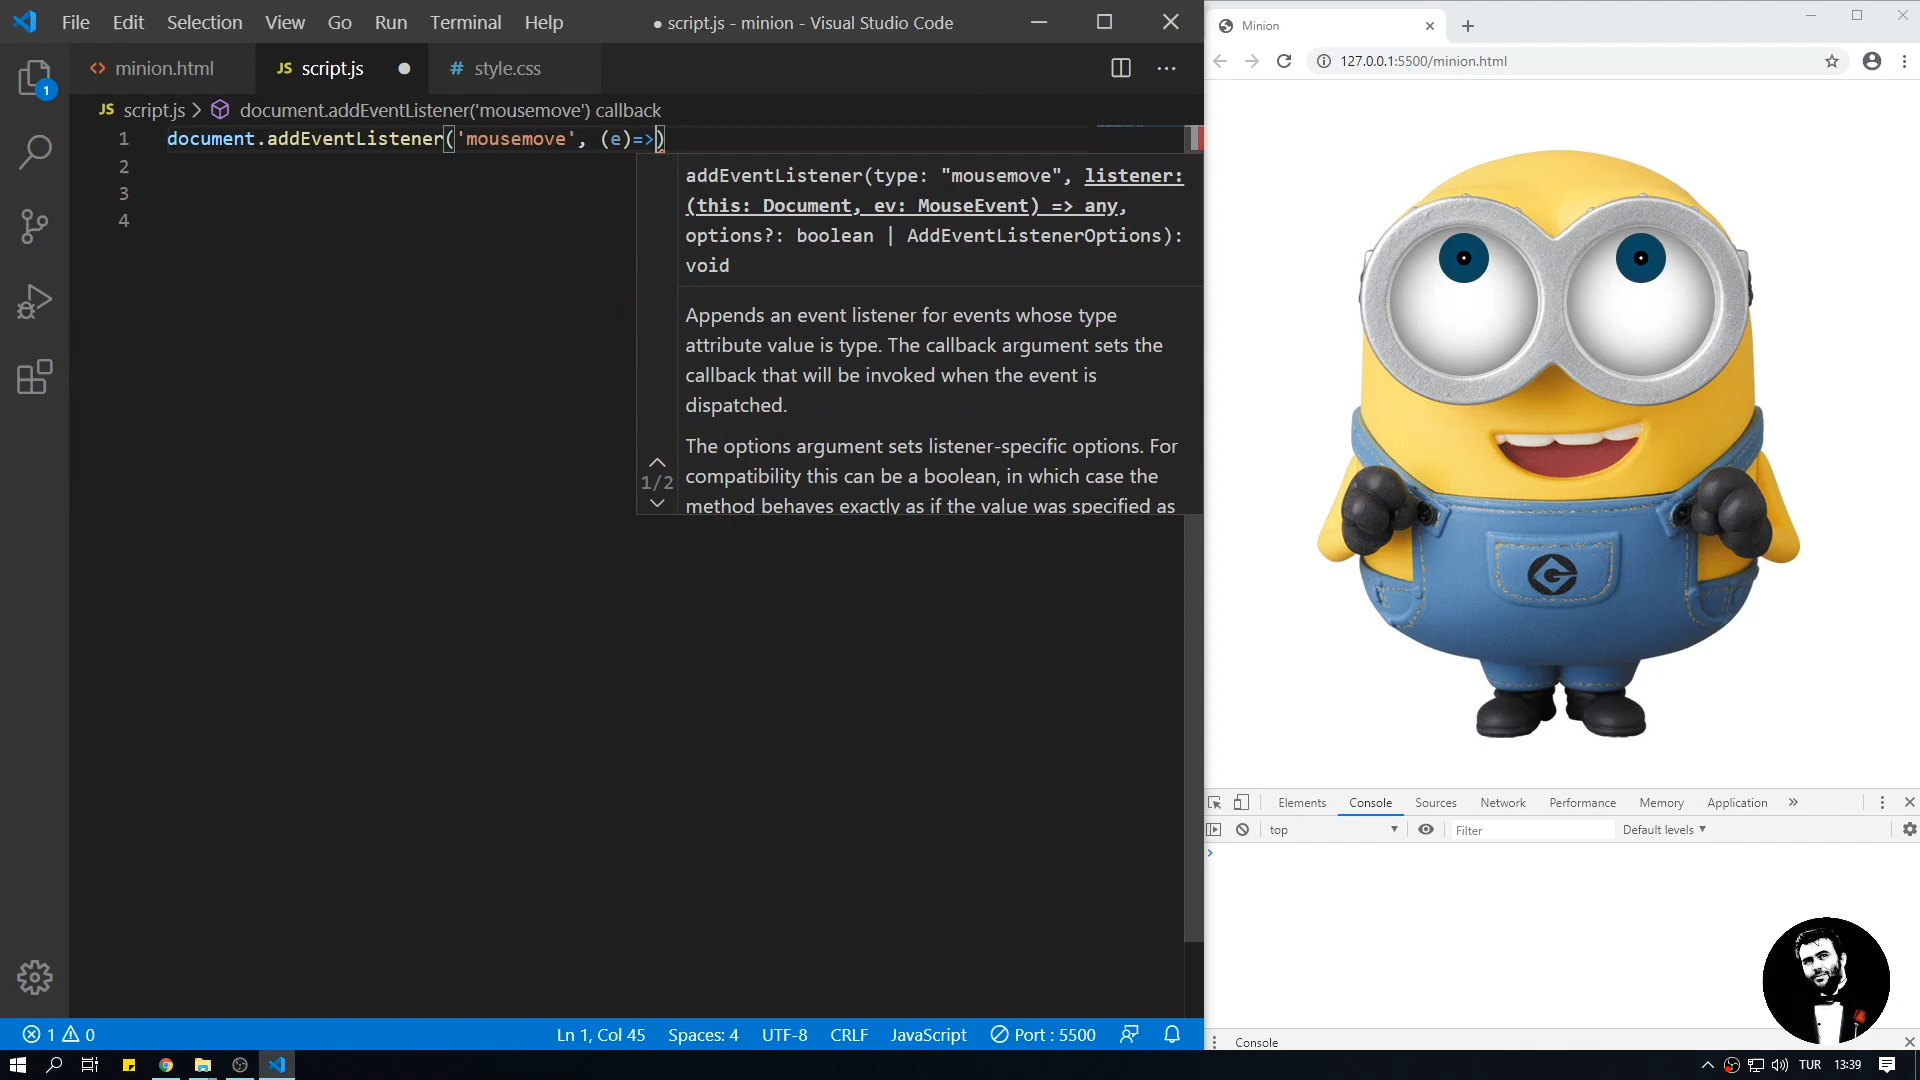 File Edit Selection View Go Run Terminal Help
● script.js - minion - Visual Studio Code
minion.html
JS script.js ●
# style.css
JS script.js > document.addEventListener('mousemove') callback
1 document.addEventListener('mousemove', (e)=>)
2
3
4
addEventListener(type: "mousemove", listener:
(this: Document, ev: MouseEvent) => any,
options?: boolean | AddEventListenerOptions):
void
Appends an event listener for events whose type
attribute value is type. The callback argument sets the
callback that will be invoked when the event is
dispatched.
The options argument sets listener-specific options. For
compatibility this can be a boolean, in which case the
method behaves exactly as if the value was specified as
1/2
1
1 0
Ln 1, Col 45 Spaces: 4 UTF-8 CRLF JavaScript Port : 5500
Minion
127.0.0.1:5500/minion.html
G
Elements Console Sources Network Performance Memory Application »
top Filter Default levels
Console
TUR 13:39